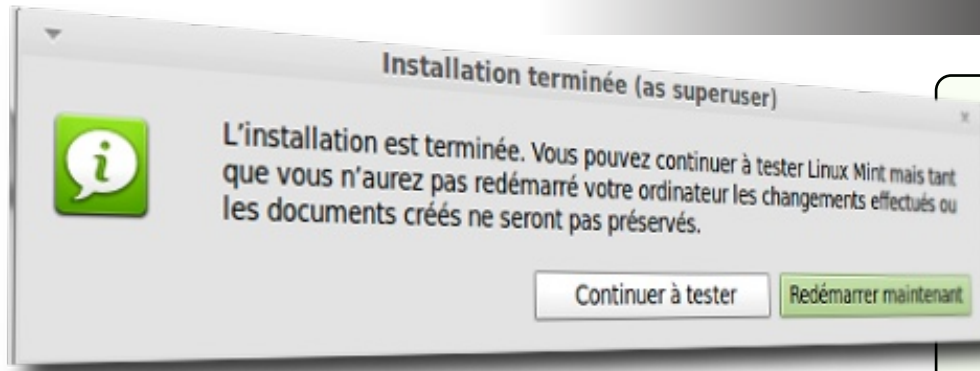 Installation terminée (as superuser)
L'installation est terminée. Vous pouvez continuer à tester Linux Mint mais tant
que vous n'aurez pas redémarré votre ordinateur les changements effectués ou
les documents créés ne seront pas préservés.
Continuer à tester
Redémarrer maintenant